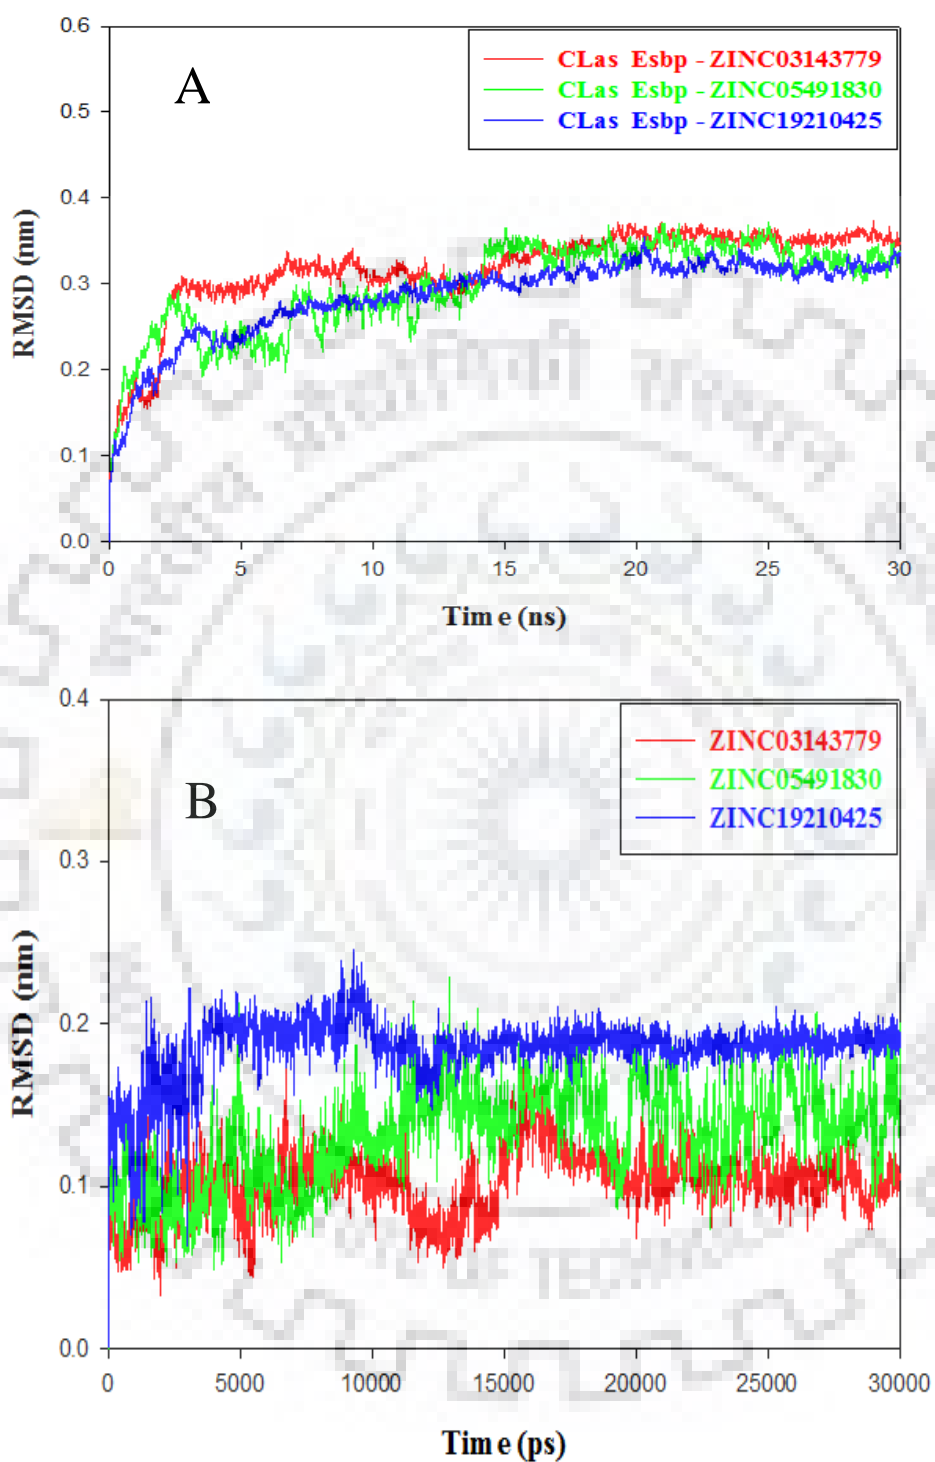 0.6
CLas Esbp - ZINC03143779
A
CLas Esbp - ZINC05491830
0.5
CLas Esbp - ZINC19210425
0.4
RMSD (nm)
0.3
0.2
0.1
0.0
0 5 10 15 20 25 30
Time (ns)
0.4
ZINC03143779
B
ZINC05491830
ZINC19210425
0.3
RMSD (nm)
0.2
0.1
0.0
0 5000 10000 15000 20000 25000 30000
Time (ps)